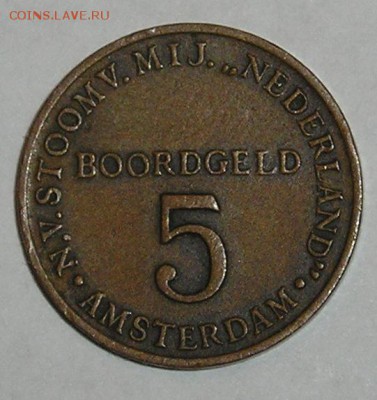 COINS.LAVE.RU
N.V. STOOMV. MIJ. „NEDERLAND”
BOORDGELD
5
· AMSTERDAM ·